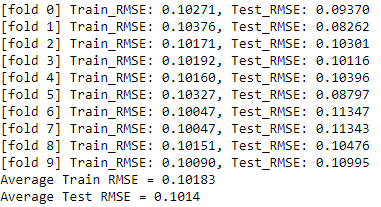 [fold 0] Train_RMSE: 0.10271, Test_RMSE: 0.09370
[fold 1] Train_RMSE: 0.10376, Test_RMSE: 0.08262
[fold 2] Train_RMSE: 0.10171, Test_RMSE: 0.10301
[fold 3] Train_RMSE: 0.10192, Test_RMSE: 0.10116
[fold 4] Train_RMSE: 0.10160, Test_RMSE: 0.10396
[fold 5] Train_RMSE: 0.10327, Test_RMSE: 0.08797
[fold 6] Train_RMSE: 0.10047, Test_RMSE: 0.11347
[fold 7] Train_RMSE: 0.10047, Test_RMSE: 0.11343
[fold 8] Train_RMSE: 0.10151, Test_RMSE: 0.10476
[fold 9] Train_RMSE: 0.10090, Test_RMSE: 0.10995
Average Train RMSE = 0.10183
Average Test RMSE = 0.1014